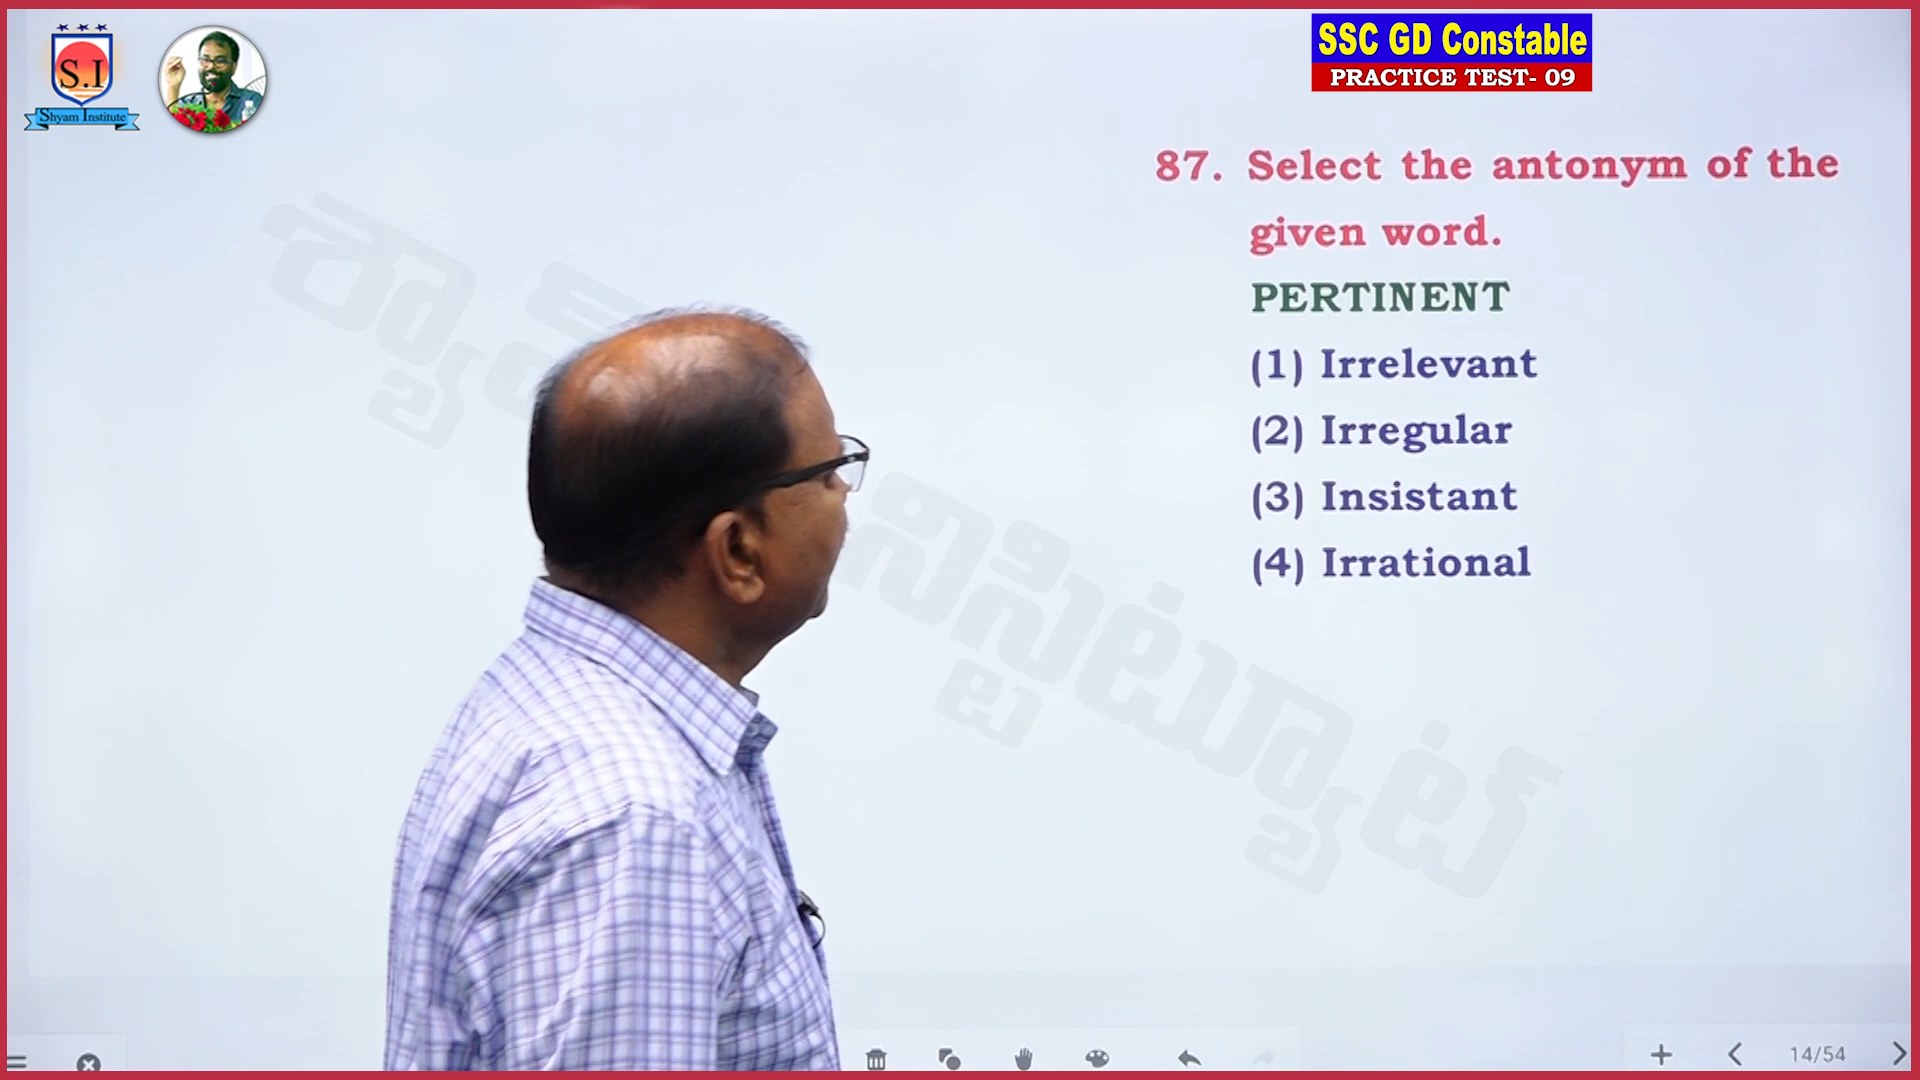 S.I
Shyam Institute
SSC GD Constable
PRACTICE TEST- 09
87. Select the antonym of the
given word.
PERTINENT
(1) Irrelevant
(2) Irregular
(3) Insistant
(4) Irrational
శ్యామ్ ఇన్స్టిట్యూట్
14/54